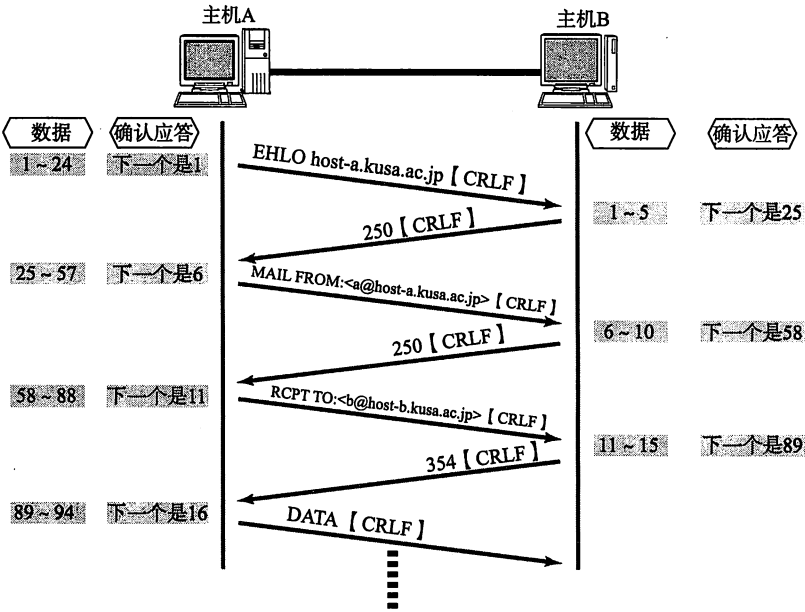 主机A
主机B
数据
确认应答
数据
确认应答
1~24
下一个是1
EHLO host-a.kusa.ac.jp【CRLF】
1~5
下一个是25
250【CRLF】
25~57
下一个是6
MAIL FROM:<a@host-a.kusa.ac.jp>【CRLF】
6~10
下一个是58
250【CRLF】
58~88
下一个是11
RCPT TO:<b@host-b.kusa.ac.jp>【CRLF】
11~15
下一个是89
354【CRLF】
89~94
下一个是16
DATA【CRLF】